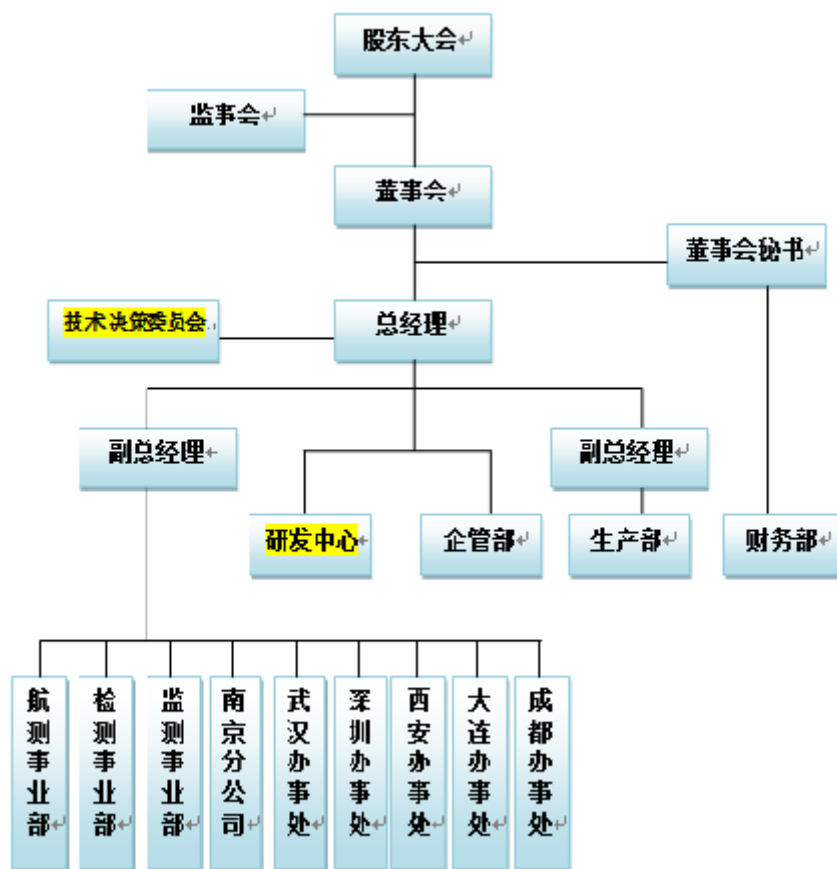 股东大会
监事会
董事会
董事会秘书
技术决策委员会
总经理
副总经理
副总经理
研发中心
企管部
生产部
财务部
航测事业部
检测事业部
监测事业部
南京分公司
武汉办事处
深圳办事处
西安办事处
大连办事处
成都办事处